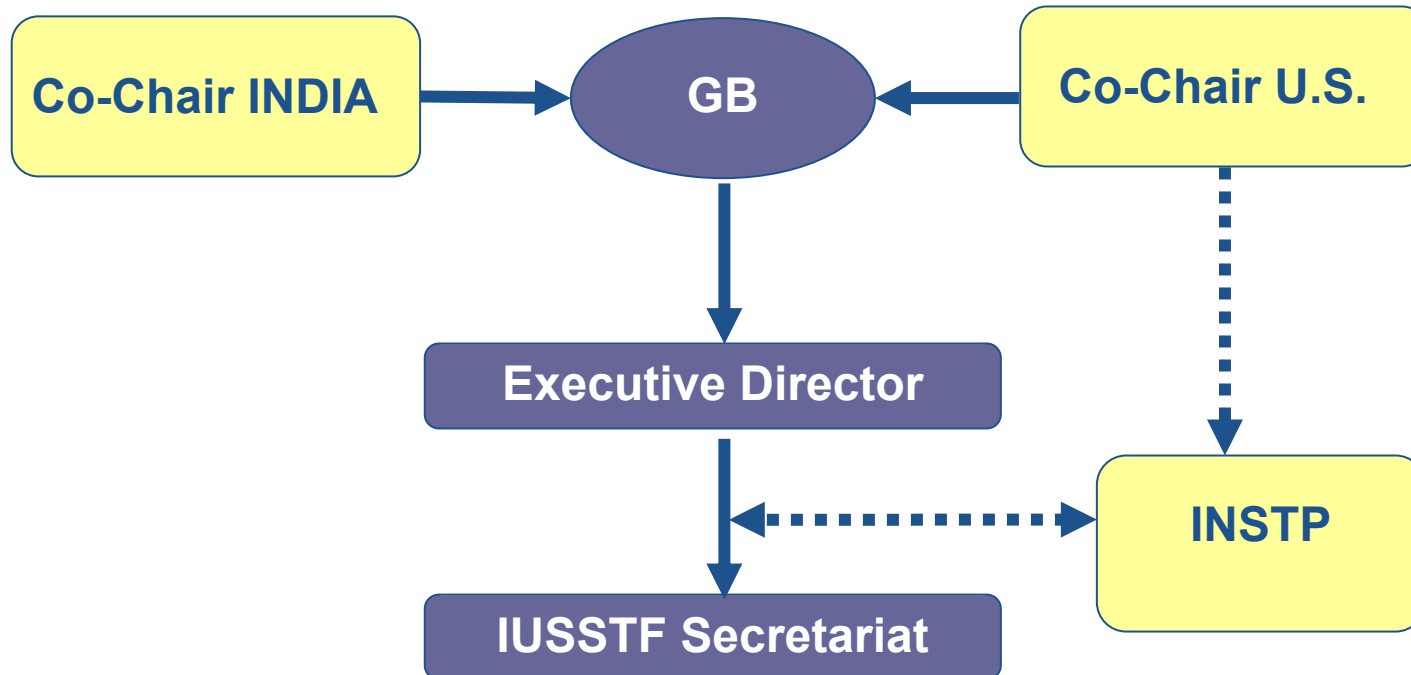 Co-Chair INDIA
GB
Co-Chair U.S.
Executive Director
INSTP
IUSSTF Secretariat